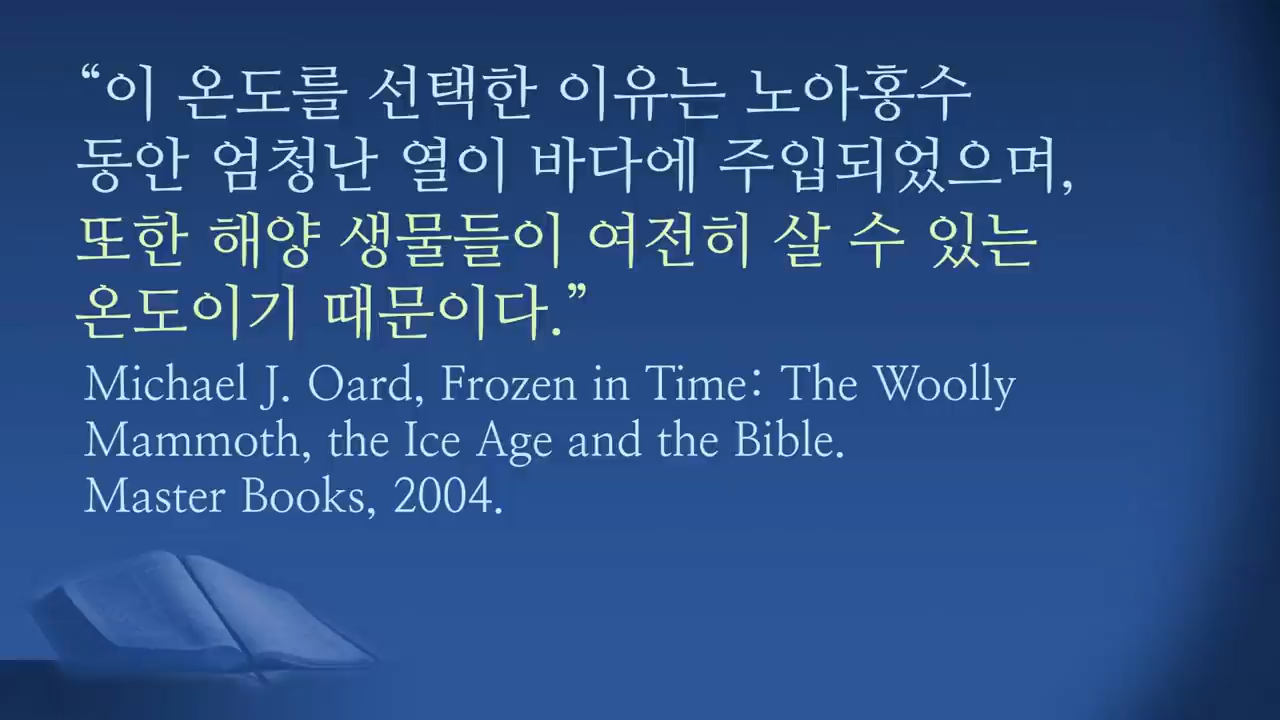 “이 온도를 선택한 이유는 노아홍수
동안 엄청난 열이 바다에 주입되었으며,
또한 해양 생물들이 여전히 살 수 있는
온도이기 때문이다.”
Michael J. Oard, Frozen in Time: The Woolly
Mammoth, the Ice Age and the Bible.
Master Books, 2004.